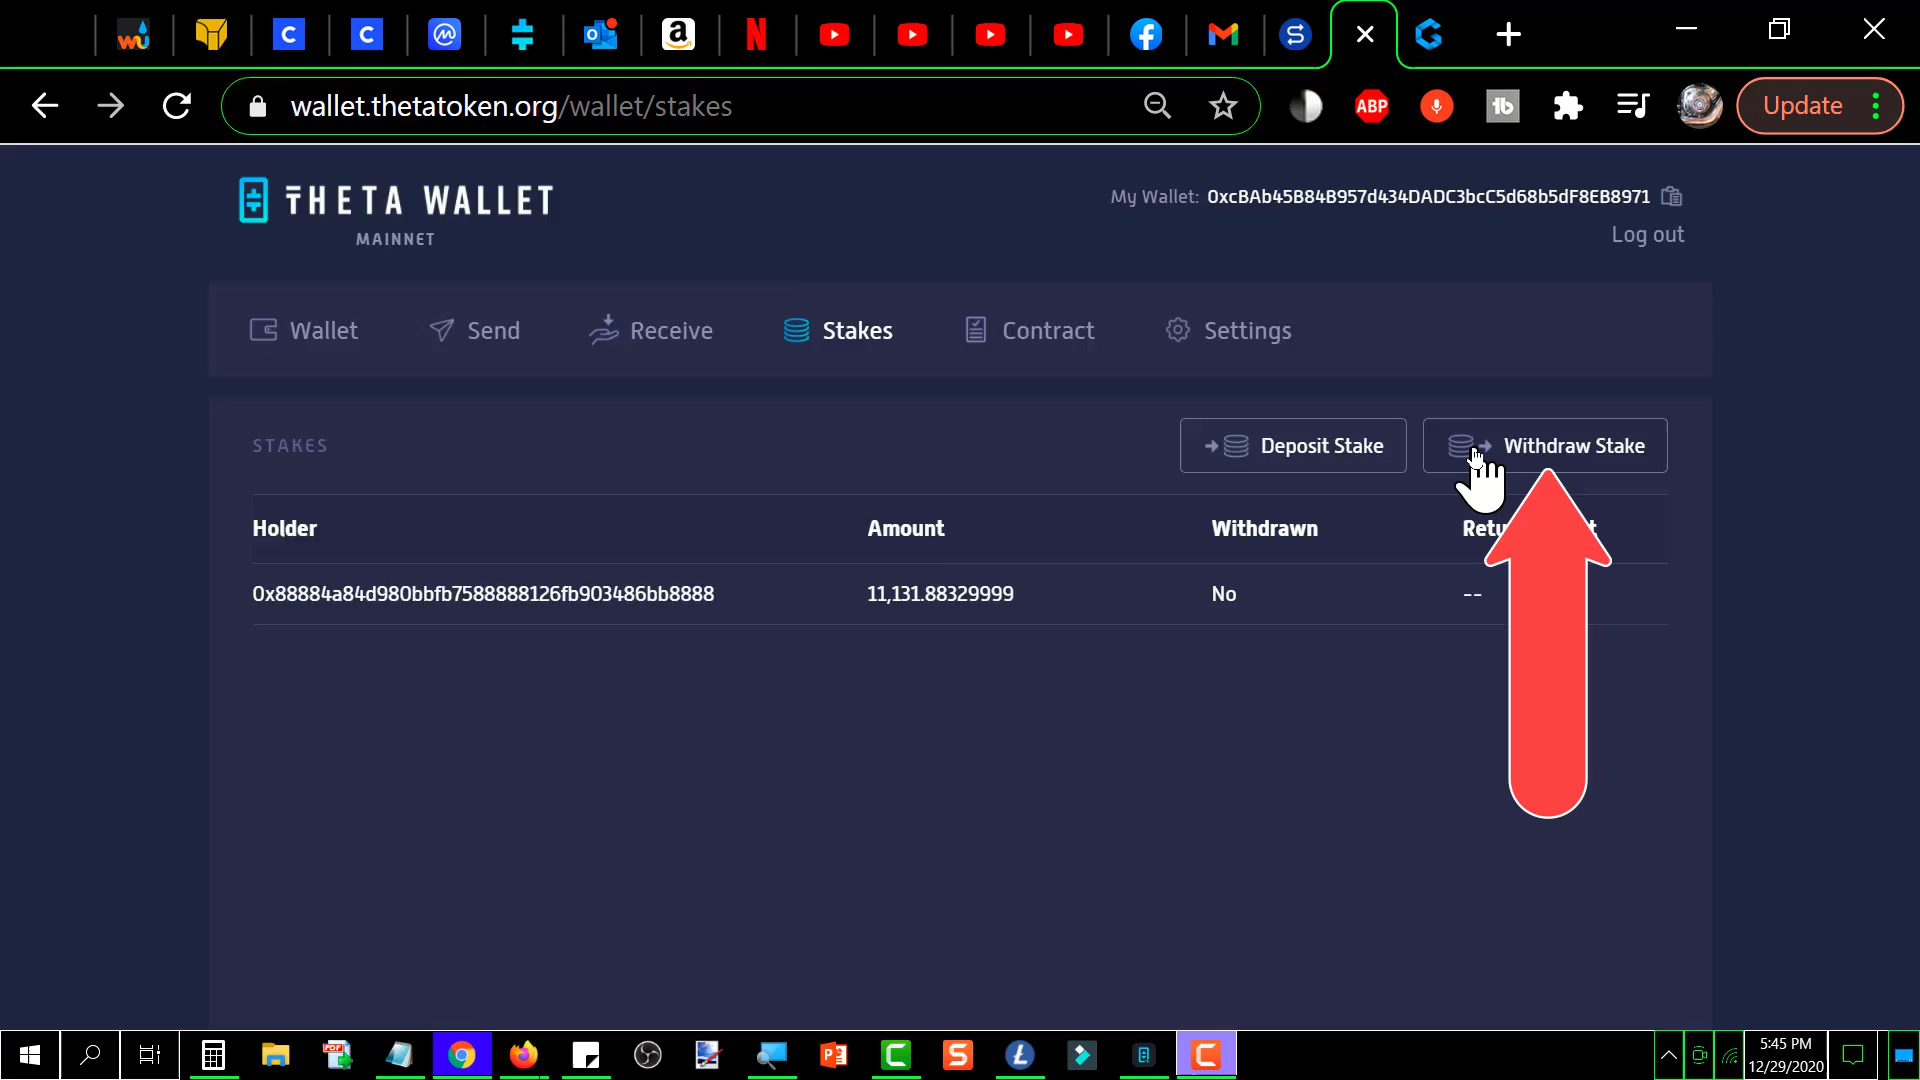 wallet.thetatoken.org/wallet/stakes
ABP
Update
THETA WALLET
MAINNET
My Wallet: 0xcBAb45B84B957d434DADC3bcC5d68b5dF8EB8971
Log out
Wallet
Send
Receive
Stakes
Contract
Settings
STAKES
Deposit Stake
Withdraw Stake
Holder
Amount
Withdrawn
0x88884a84d980bbfb7588888126fb903486bb8888
11,131.88329999
No
--
5:45 PM
12/29/2020